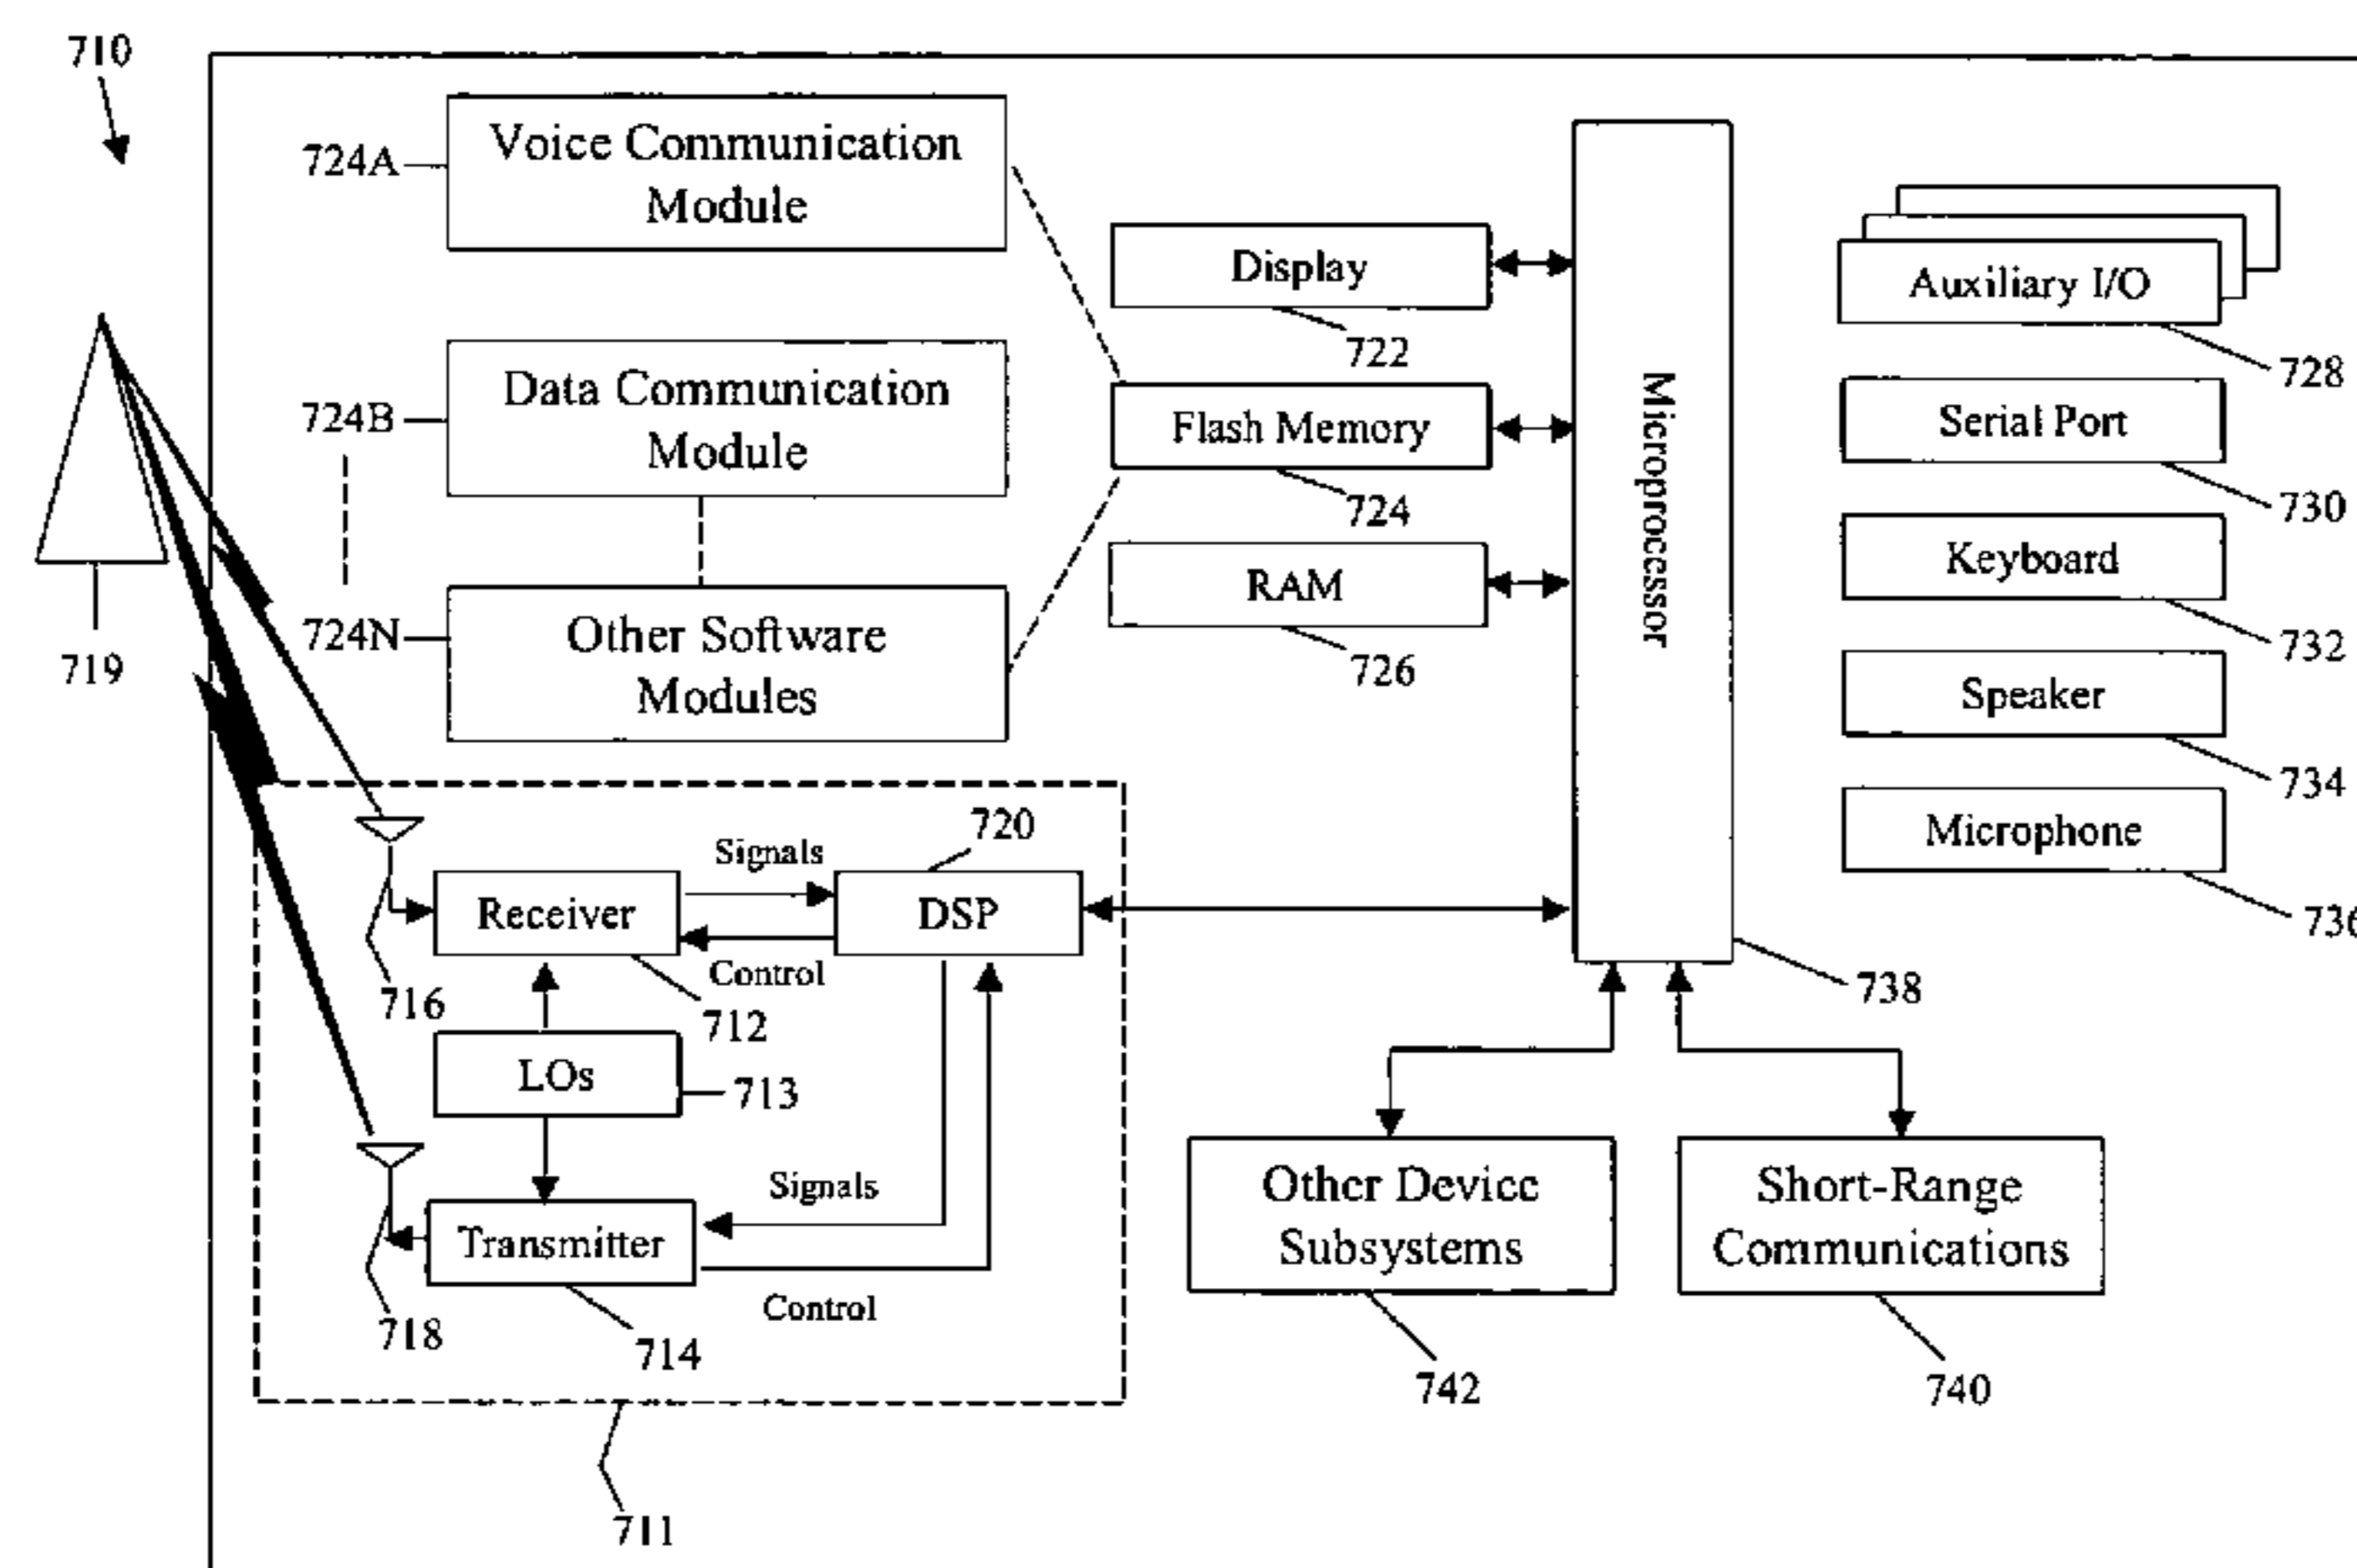 710
724A
Voice Communication
Module
Display
722
Auxiliary I/O
728
724B
Data Communication
Module
Flash Memory
724
Microprocessor
Serial Port
730
724N
Other Software
Modules
RAM
726
Keyboard
732
719
Speaker
734
Microphone
720
Signals
Receiver
DSP
Control
716
712
738
LOs
713
Signals
Transmitter
Control
718
714
Other Device
Subsystems
Short-Range
Communications
742
740
711